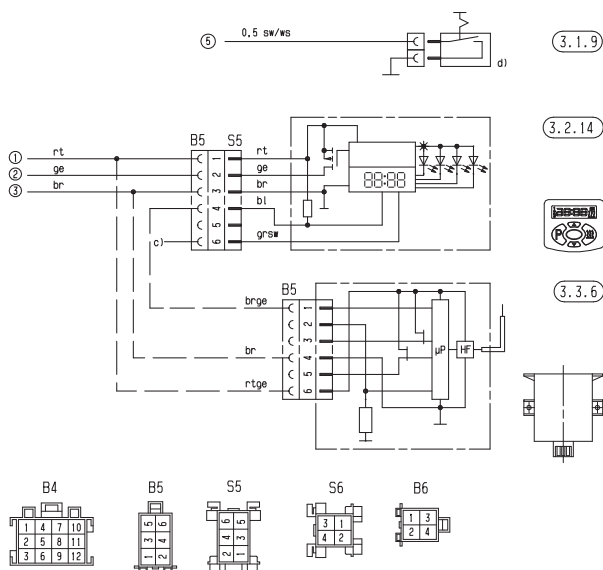 5 0.5 sw/ws
d)
3.1.9
3.2.14
B5 S5
1 rt 1 rt
2 ge 2 ge
3 br 3 br
4 bl
5
c) 6 grsw
88:88
P
3.3.6
B5
brge 1
2
3
br 4
5
rtge 6
µP HF
B4 B5 S5 S6 B6
1 4 7 10
2 5 8 11
3 6 9 12
5 6
3 4
1 2
6 5
4 3
2 1
3 1
4 2
1 3
2 4